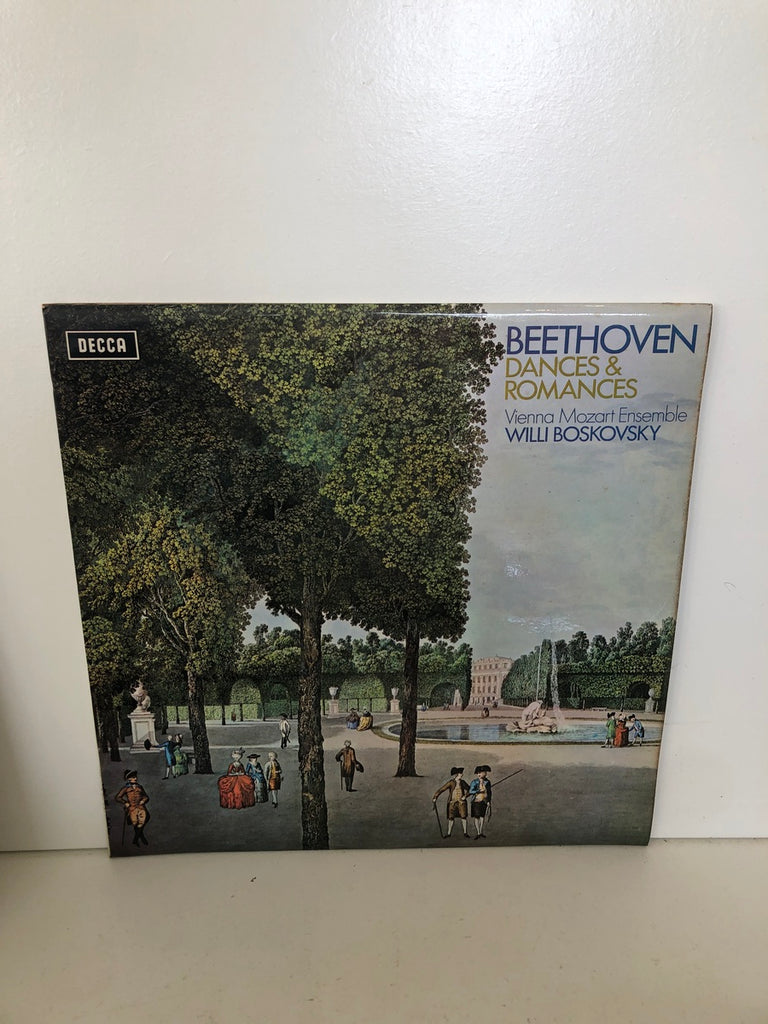 DECCA
BEETHOVEN
DANCES &
ROMANCES
Vienna Mozart Ensemble
WILLI BOSKOVSKY